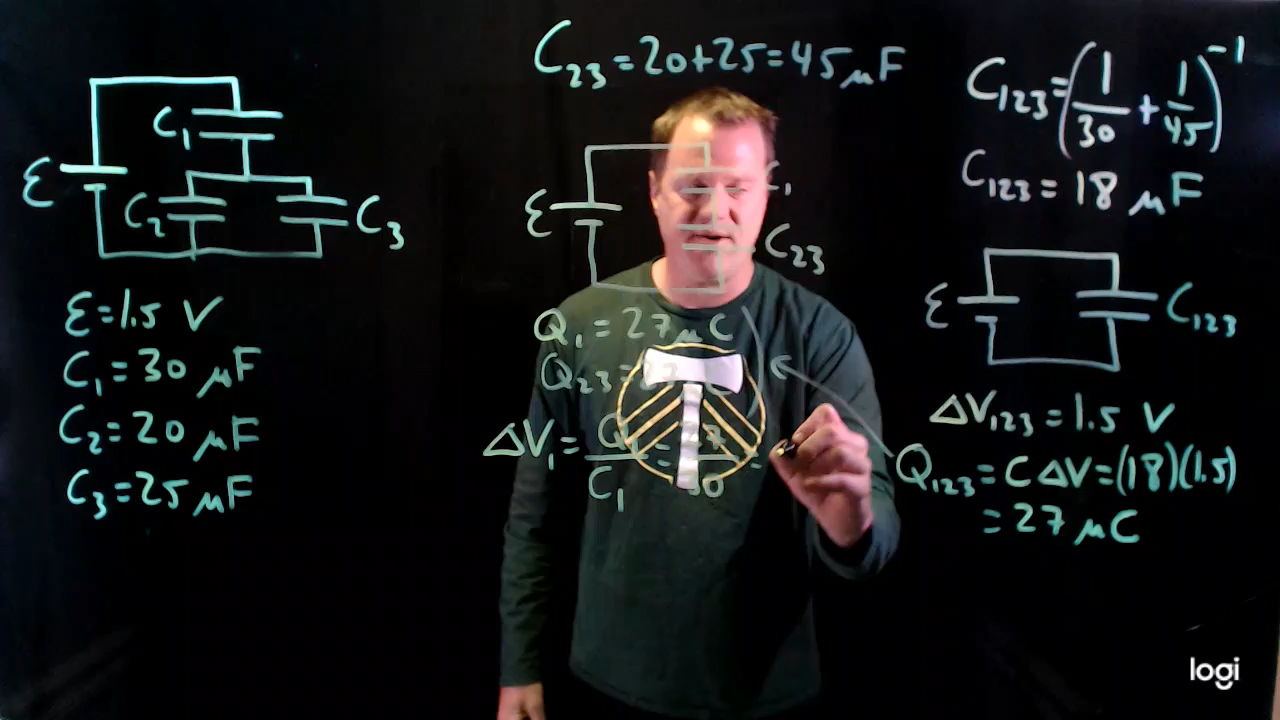 ε
C₁
C₂
C₃
ε=1.5 V
C₁=30 μF
C₂=20 μF
C₃=25 μF
C₂₃=20+25=45 μF
ε
C₂₃
Q₁=27 μC
Q₂₃=
ΔV₁=Q₁/C₁=
C₁₂₃=(1/30+1/45)⁻¹
C₁₂₃=18 μF
ε
C₁₂₃
ΔV₁₂₃=1.5 V
Q₁₂₃=CΔV=(18)(1.5)
=27 μC
logi